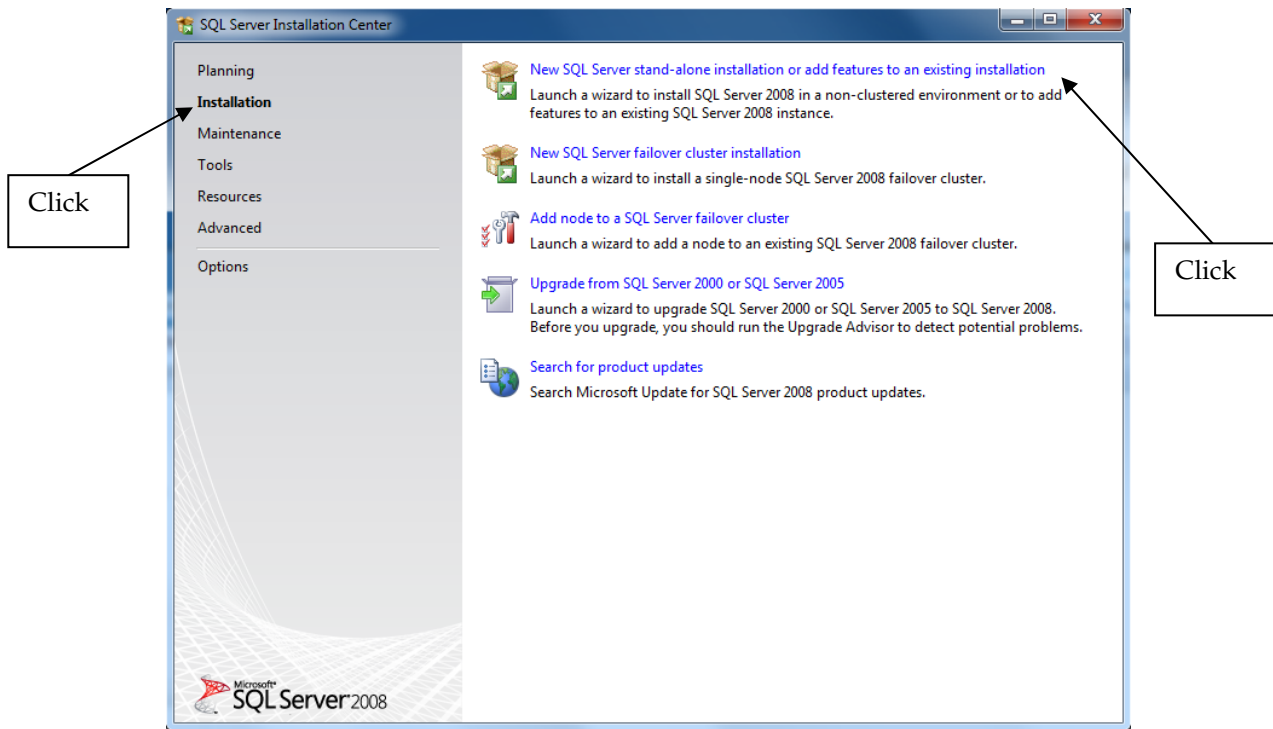 SQL Server Installation Center
Planning
Installation
Maintenance
Tools
Resources
Advanced
Options
Click
New SQL Server stand-alone installation or add features to an existing installation
Launch a wizard to install SQL Server 2008 in a non-clustered environment or to add
features to an existing SQL Server 2008 instance.
New SQL Server failover cluster installation
Launch a wizard to install a single-node SQL Server 2008 failover cluster.
Add node to a SQL Server failover cluster
Launch a wizard to add a node to an existing SQL Server 2008 failover cluster.
Upgrade from SQL Server 2000 or SQL Server 2005
Launch a wizard to upgrade SQL Server 2000 or SQL Server 2005 to SQL Server 2008.
Before you upgrade, you should run the Upgrade Advisor to detect potential problems.
Search for product updates
Search Microsoft Update for SQL Server 2008 product updates.
Click
Microsoft
SQL Server 2008